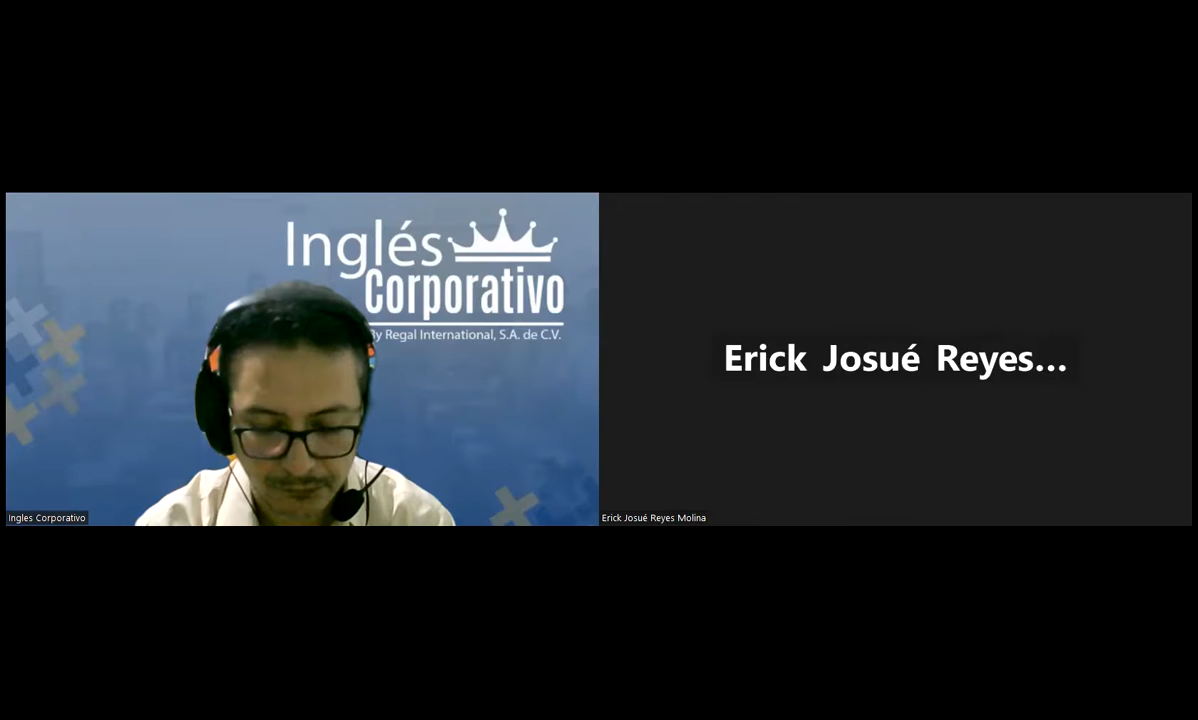 Inglés
Corporativo
By Regal International, S.A. de C.V.
Ingles Corporativo
Erick Josué Reyes...
Erick Josué Reyes Molina